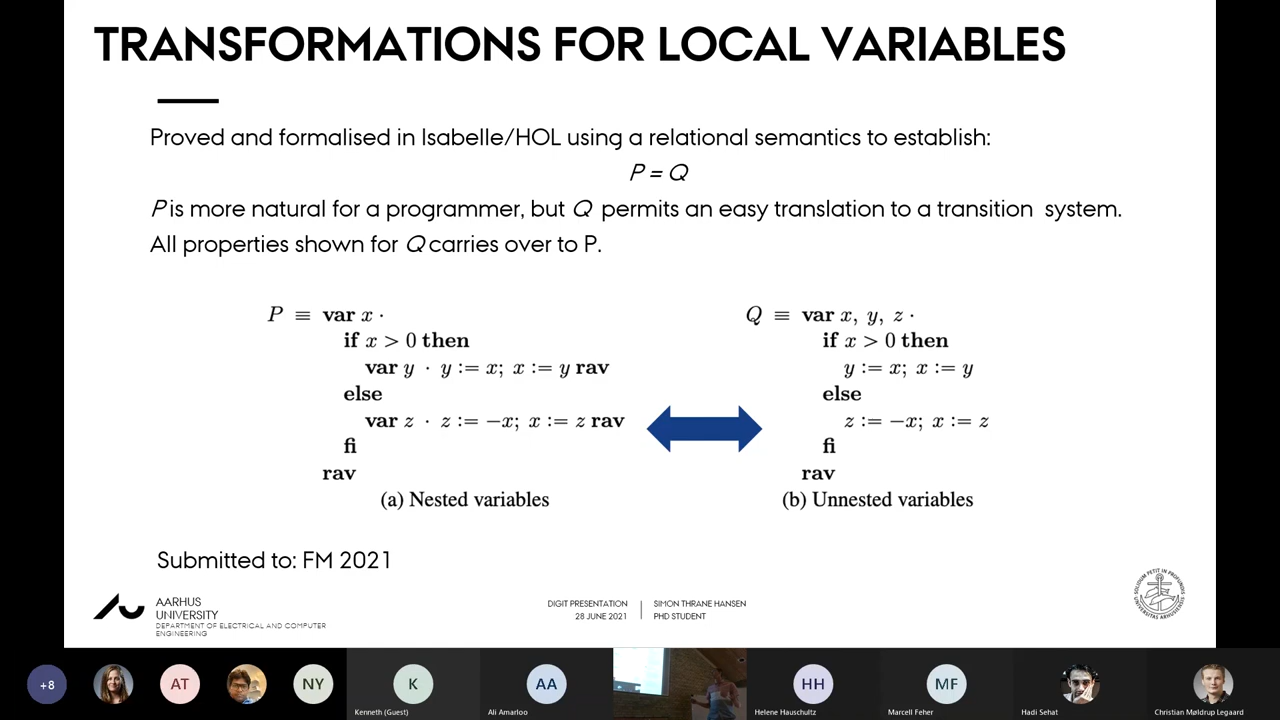 TRANSFORMATIONS FOR LOCAL VARIABLES
Proved and formalised in Isabelle/HOL using a relational semantics to establish:
P = Q
P is more natural for a programmer, but Q permits an easy translation to a transition system.
All properties shown for Q carries over to P.
P ≡ var x ·
if x > 0 then
var y · y := x; x := y rav
else
var z · z := −x; x := z rav
fi
rav
(a) Nested variables
Q ≡ var x, y, z ·
if x > 0 then
y := x; x := y
else
z := −x; x := z
fi
rav
(b) Unnested variables
Submitted to: FM 2021
AARHUS
UNIVERSITY
DEPARTMENT OF ELECTRICAL AND COMPUTER
ENGINEERING
DIGIT PRESENTATION
28 JUNE 2021
SIMON THRANE HANSEN
PHD STUDENT
+8
AT
NY
K
Kenneth (Guest)
AA
Ali Amarloo
HH
Helene Hauschultz
MF
Marcell Feher
Hadi Sehat
Christian Møldrup Legaard